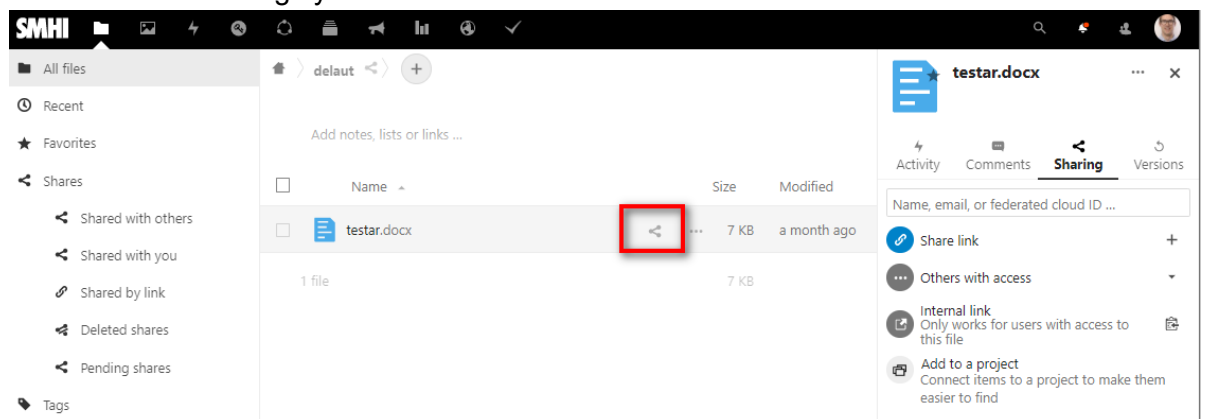 SMHI
All files
Recent
Favorites
Shares
Shared with others
Shared with you
Shared by link
Deleted shares
Pending shares
Tags
delaut
Add notes, lists or links ...
Name Size Modified
testar.docx 7 KB a month ago
1 file 7 KB
testar.docx
Activity Comments Sharing Versions
Name, email, or federated cloud ID ...
Share link
Others with access
Internal link
Only works for users with access to
this file
Add to a project
Connect items to a project to make them
easier to find